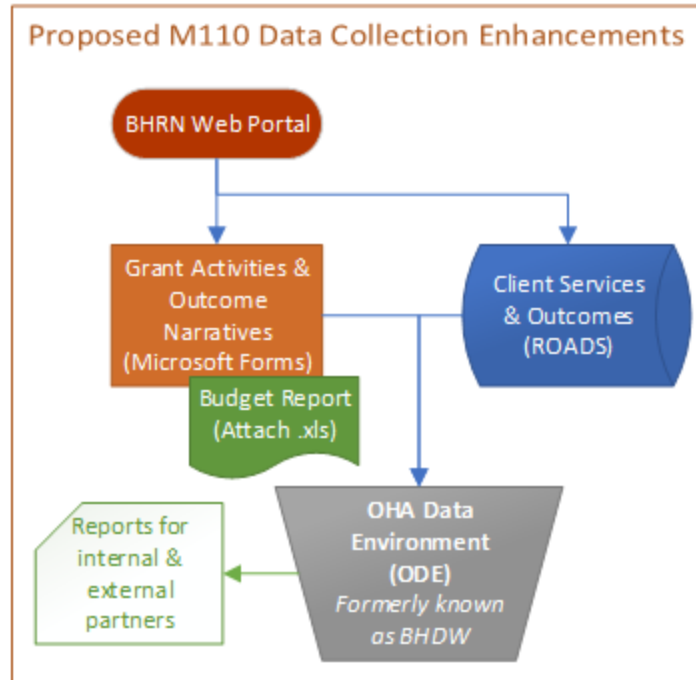 Proposed M110 Data Collection Enhancements
BHRN Web Portal
Grant Activities &
Outcome
Narratives
(Microsoft Forms)
Client Services
& Outcomes
(ROADS)
Budget Report
(Attach .xls)
OHA Data
Environment
(ODE)
Formerly known
as BHDW
Reports for
internal &
external
partners